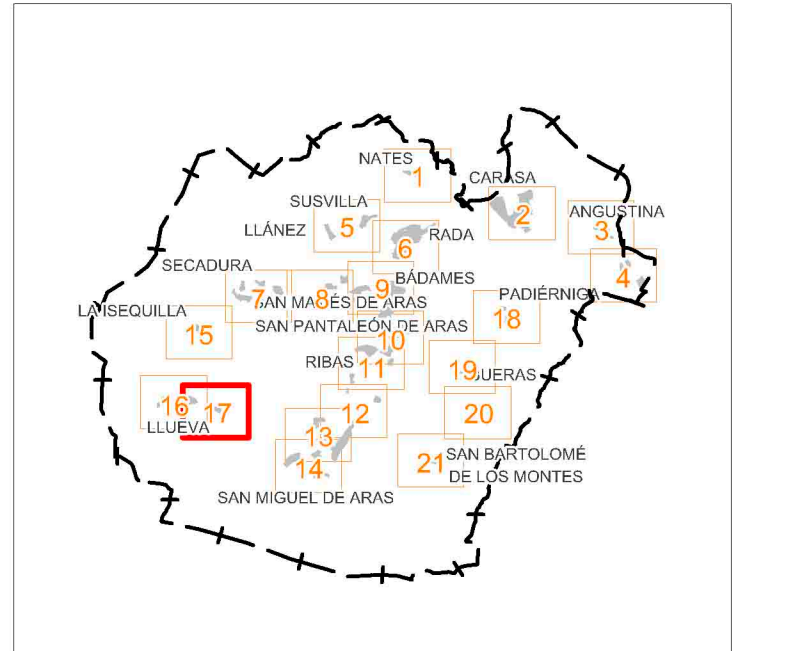 NATES
1
CARASA
2
SUSVILLA
ANGUSTINA
LLÁNEZ
5
3
RADA
6
SECADURA
4
BÁDAMES
7
8
9
PADIÉRNIGA
SAN MAMÉS DE ARAS
LA ISEQUILLA
18
SAN PANTALEÓN DE ARAS
15
10
RIBAS
11
19
16
17
12
20
LLUEVA
13
SAN BARTOLOMÉ
14
21
DE LOS MONTES
SAN MIGUEL DE ARAS